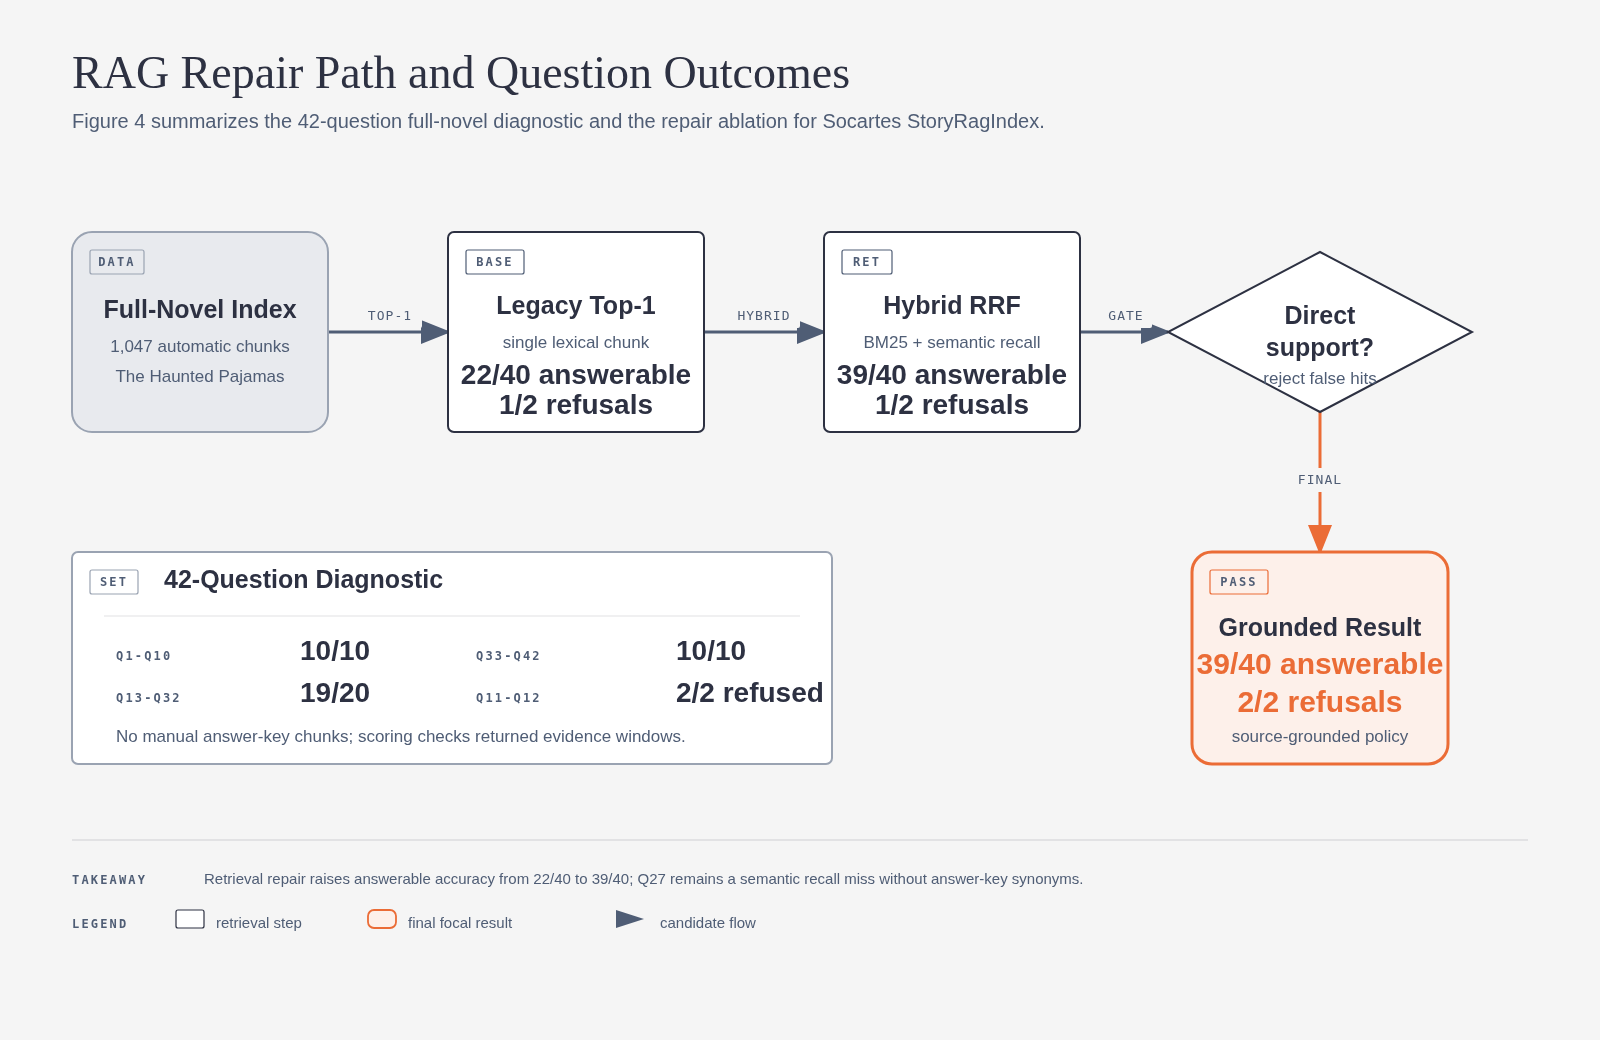 RAG Repair Path and Question Outcomes
Figure 4 summarizes the 42-question full-novel diagnostic and the repair ablation for Socartes StoryRagIndex.
DATA
Full-Novel Index
1,047 automatic chunks
The Haunted Pajamas
TOP-1
BASE
Legacy Top-1
single lexical chunk
22/40 answerable
1/2 refusals
HYBRID
RET
Hybrid RRF
BM25 + semantic recall
39/40 answerable
1/2 refusals
GATE
Direct
support?
reject false hits
FINAL
PASS
Grounded Result
39/40 answerable
2/2 refusals
source-grounded policy
SET
42-Question Diagnostic
Q1-Q10 10/10 Q33-Q42 10/10
Q13-Q32 19/20 Q11-Q12 2/2 refused
No manual answer-key chunks; scoring checks returned evidence windows.
TAKEAWAY Retrieval repair raises answerable accuracy from 22/40 to 39/40; Q27 remains a semantic recall miss without answer-key synonyms.
LEGEND retrieval step final focal result candidate flow